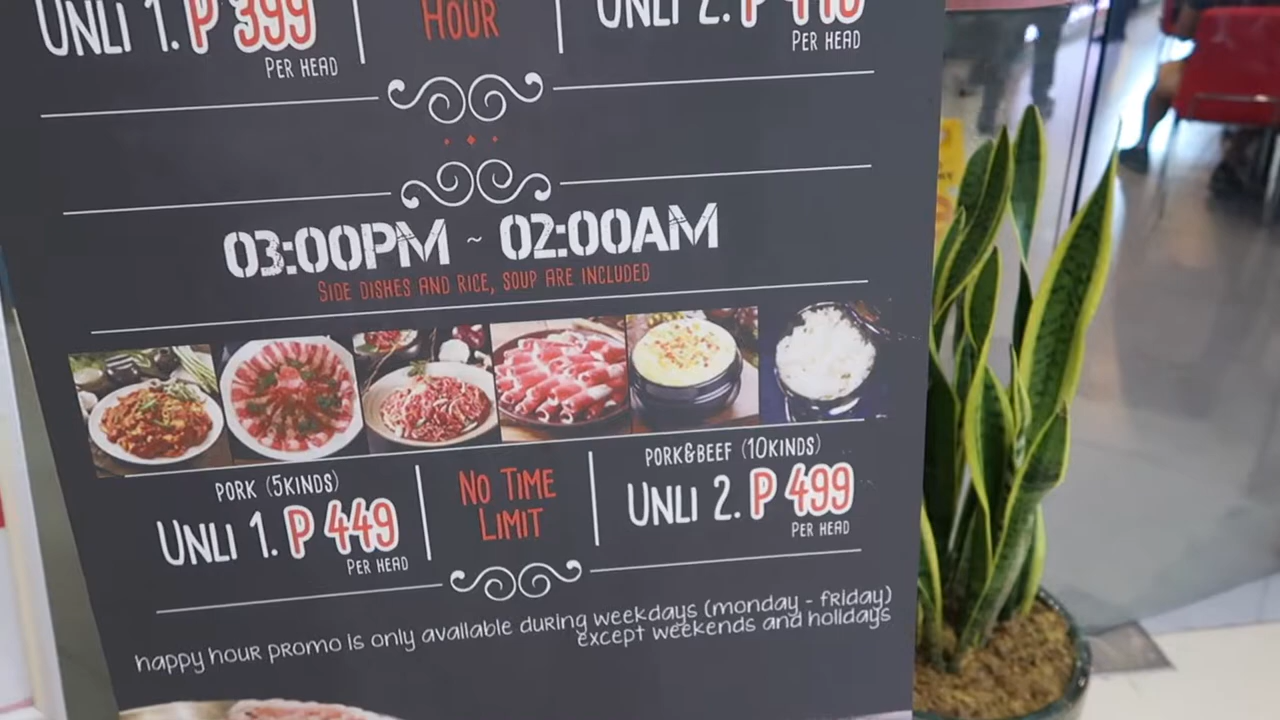 UNLI 1. P 399
PER HEAD
HOUR
UNLI 2. P
PER HEAD
03:00PM ~ 02:00AM
SIDE DISHES AND RICE, SOUP ARE INCLUDED
PORK (5KINDS)
UNLI 1. P 449
PER HEAD
NO TIME
LIMIT
PORK&BEEF (10KINDS)
UNLI 2. P 499
PER HEAD
happy hour promo is only available during weekdays (monday - friday)
except weekends and holidays